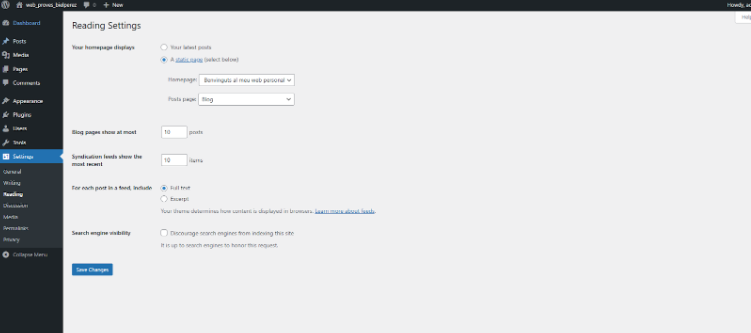 web_proves_bielperez 0 + New Howdy, ad
Help
Dashboard
Posts
Media
Pages
Comments
Appearance
Plugins
Users
Tools
Settings
General
Writing
Reading
Discussion
Media
Permalinks
Privacy
Collapse Menu
Reading Settings
Your homepage displays
Your latest posts
A static page (select below)
Homepage: Benvinguts al meu web personal
Posts page: Blog
Blog pages show at most 10 posts
Syndication feeds show the
most recent
10 items
For each post in a feed, include
Full text
Excerpt
Your theme determines how content is displayed in browsers. Learn more about feeds.
Search engine visibility
Discourage search engines from indexing this site
It is up to search engines to honor this request.
Save Changes